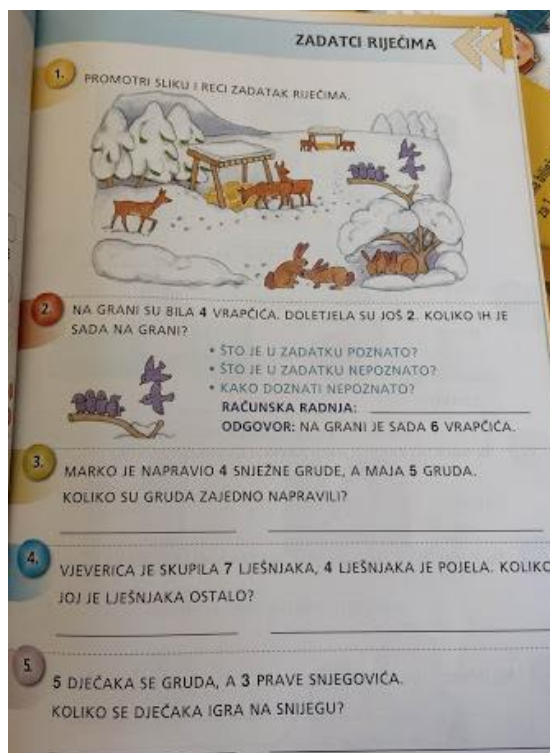 ZADATCI RIJEČIMA
1.
PROMOTRI SLIKU I RECI ZADATAK RIJEČIMA.
2.
NA GRANI SU BILA 4 VRAPČIĆA. DOLETJELA SU JOŠ 2. KOLIKO IH JE
SADA NA GRANI?
• ŠTO JE U ZADATKU POZNATO?
• ŠTO JE U ZADATKU NEPOZNATO?
• KAKO DOZNATI NEPOZNATO?
RAČUNSKA RADNJA:
ODGOVOR: NA GRANI JE SADA 6 VRAPČIĆA.
3.
MARKO JE NAPRAVIO 4 SNJEŽNE GRUDE, A MAJA 5 GRUDA.
KOLIKO SU GRUDA ZAJEDNO NAPRAVILI?
4.
VJEVERICA JE SKUPILA 7 LJEŠNJAKA, 4 LJEŠNJAKA JE POJELA. KOLIKO
JOJ JE LJEŠNJAKA OSTALO?
5.
5 DJEČAKA SE GRUDA, A 3 PRAVE SNJEGOVIĆA.
KOLIKO SE DJEČAKA IGRA NA SNIJEGU?